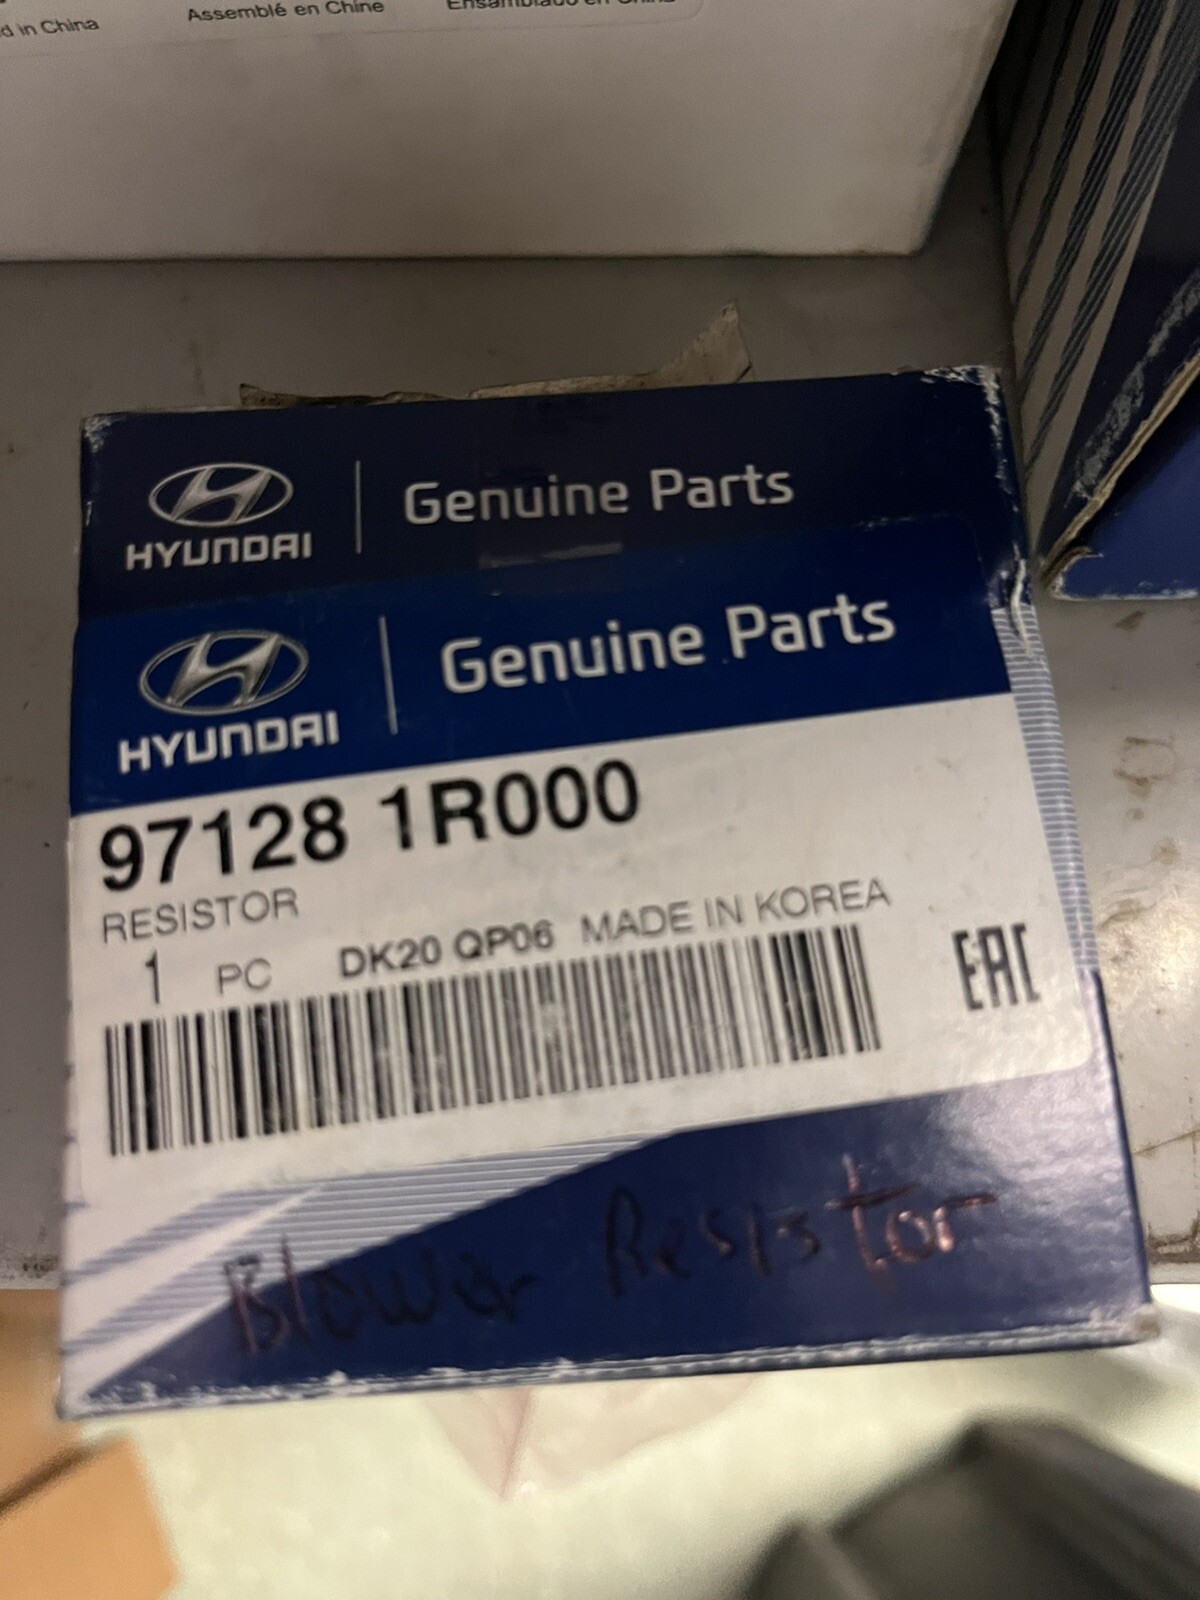 d in China
Assemblé en Chine
Ensamblado en China
HYUNDAI
Genuine Parts
HYUNDAI
Genuine Parts
97128 1R000
RESISTOR
1 PC DK20 QP06 MADE IN KOREA
EAC
Blower Resistor